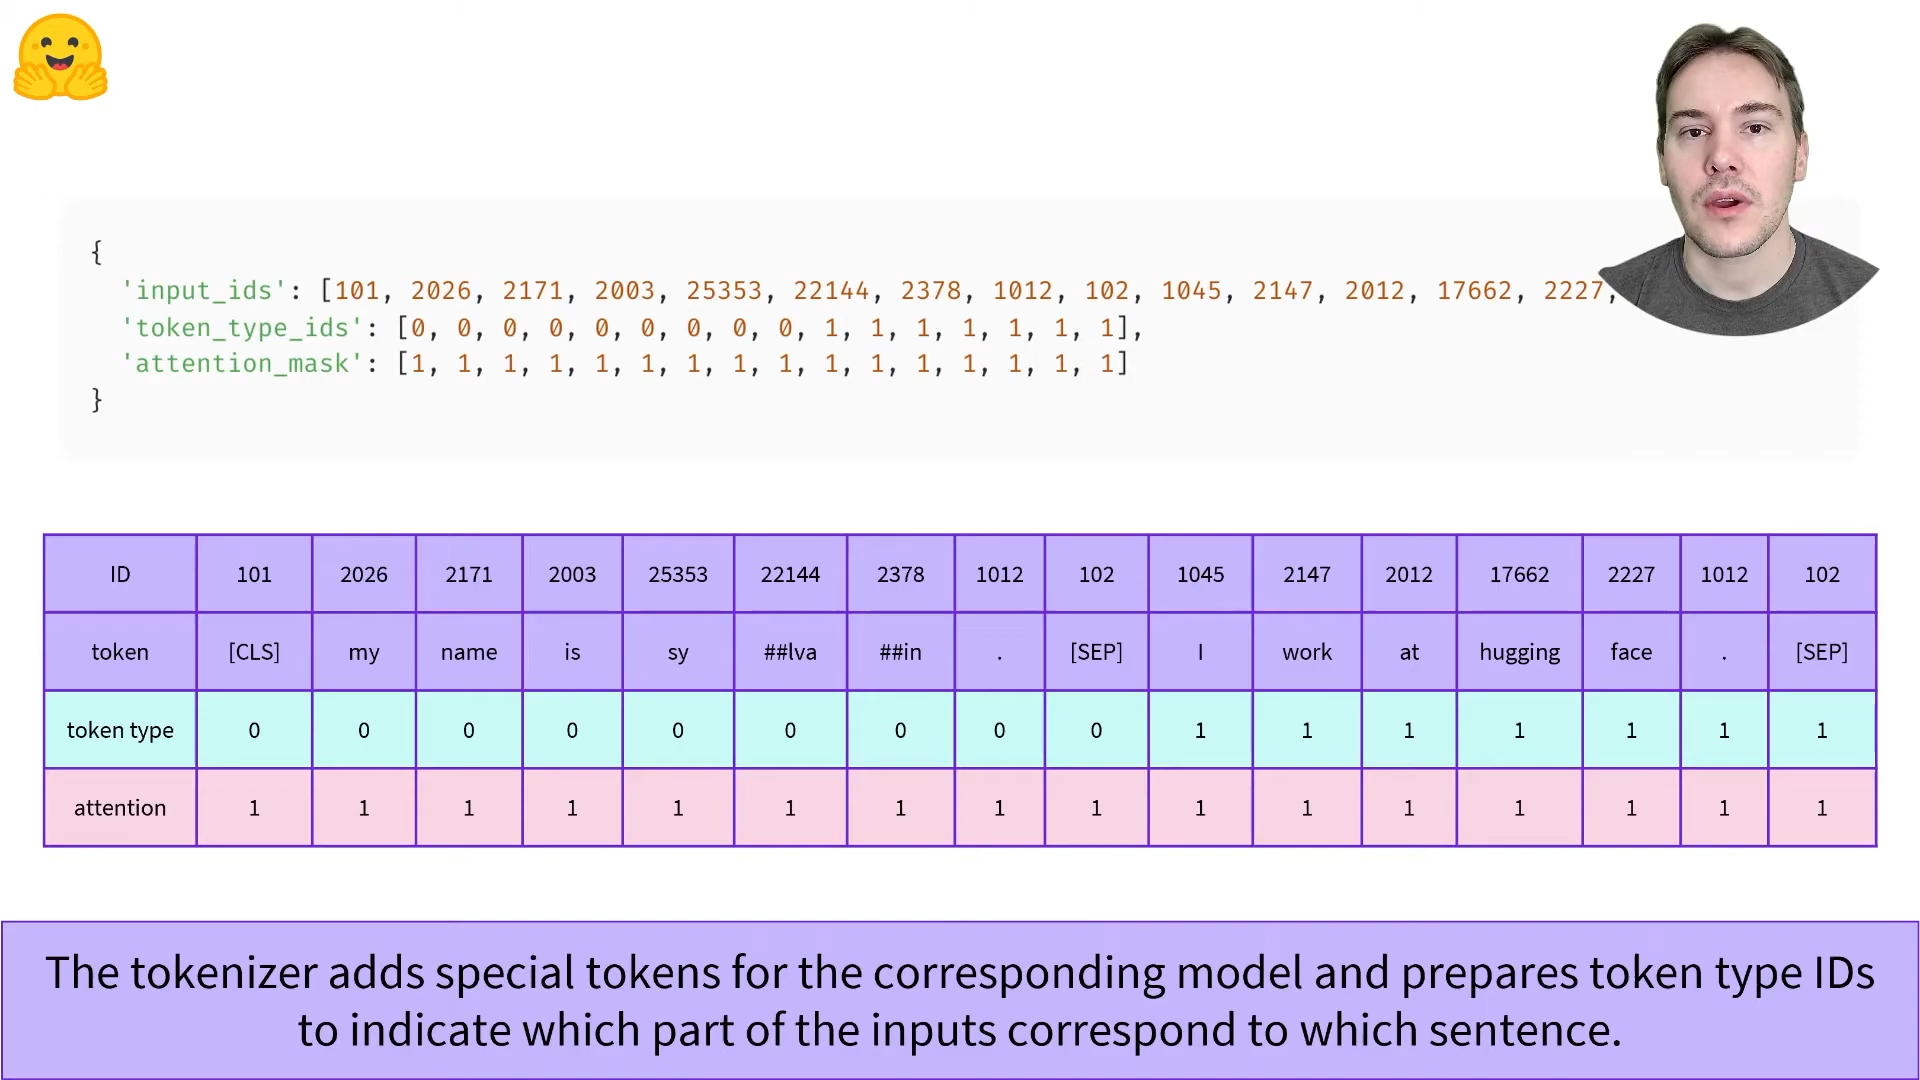 {
'input_ids': [101, 2026, 2171, 2003, 25353, 22144, 2378, 1012, 102, 1045, 2147, 2012, 17662, 2227,
'token_type_ids': [0, 0, 0, 0, 0, 0, 0, 0, 0, 1, 1, 1, 1, 1, 1, 1],
'attention_mask': [1, 1, 1, 1, 1, 1, 1, 1, 1, 1, 1, 1, 1, 1, 1, 1]
}
ID 101 2026 2171 2003 25353 22144 2378 1012 102 1045 2147 2012 17662 2227 1012 102
token [CLS] my name is sy ##lva ##in . [SEP] I work at hugging face . [SEP]
token type 0 0 0 0 0 0 0 0 0 1 1 1 1 1 1 1
attention 1 1 1 1 1 1 1 1 1 1 1 1 1 1 1 1
The tokenizer adds special tokens for the corresponding model and prepares token type IDs
to indicate which part of the inputs correspond to which sentence.